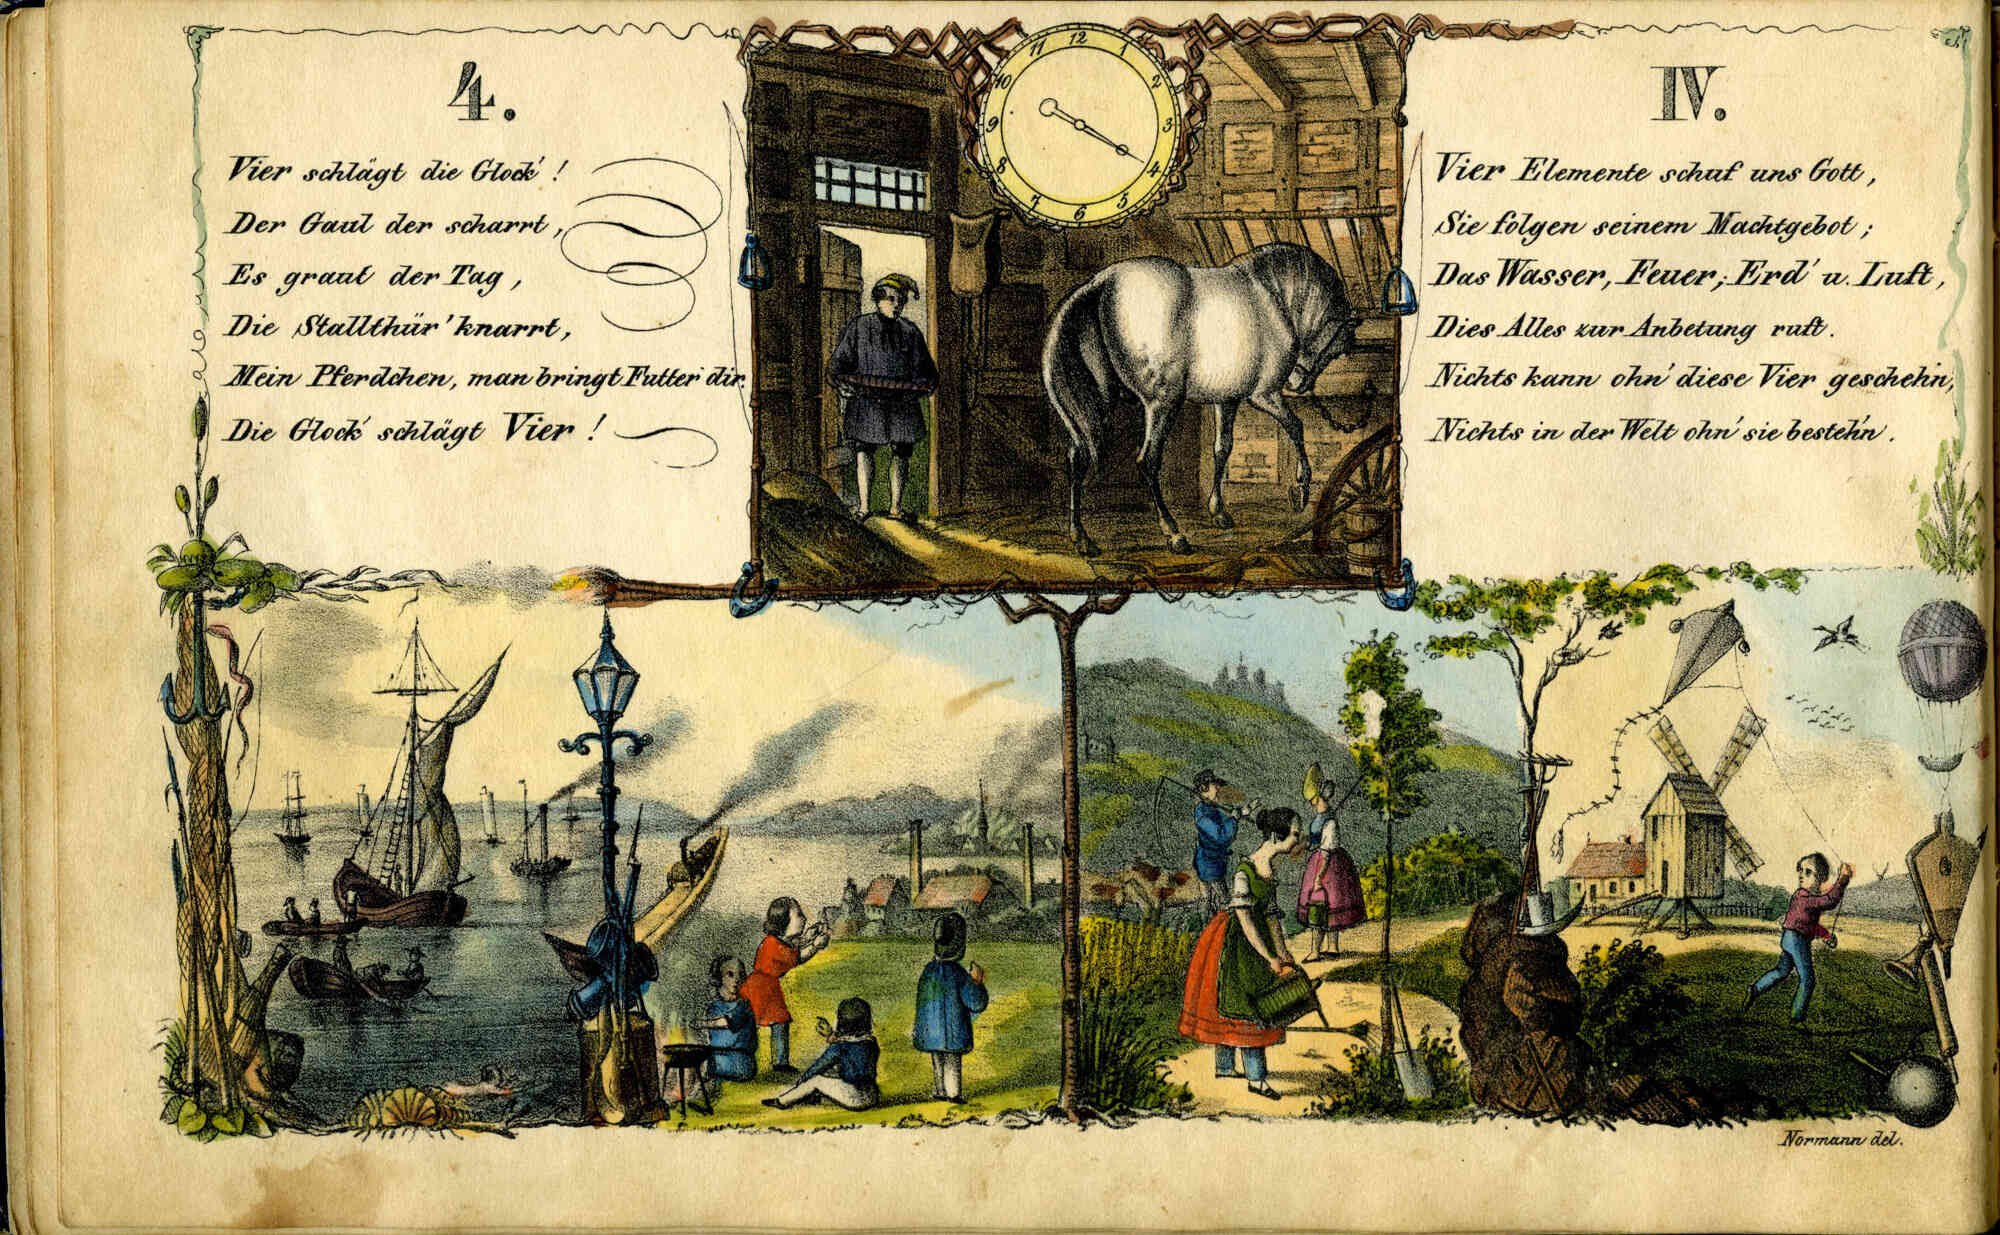 4.
Vier schlägt die Glock' !
Der Gaul der scharrt,
Es graut der Tag,
Die Stallthür' knarrt,
Mein Pferdchen, man bringt Futter dir.
Die Glock' schlägt Vier !
12
1
2
3
4
5
6
7
8
9
10
11
IV.
Vier Elemente schuf uns Gott,
Sie folgen seinem Machtgebot ;
Das Wasser, Feuer, Erd' u. Luft,
Dies Alles zur Anbetung ruft.
Nichts kann ohn' diese Vier geschehn,
Nichts in der Welt ohn' sie besteh'n.
Normann del.